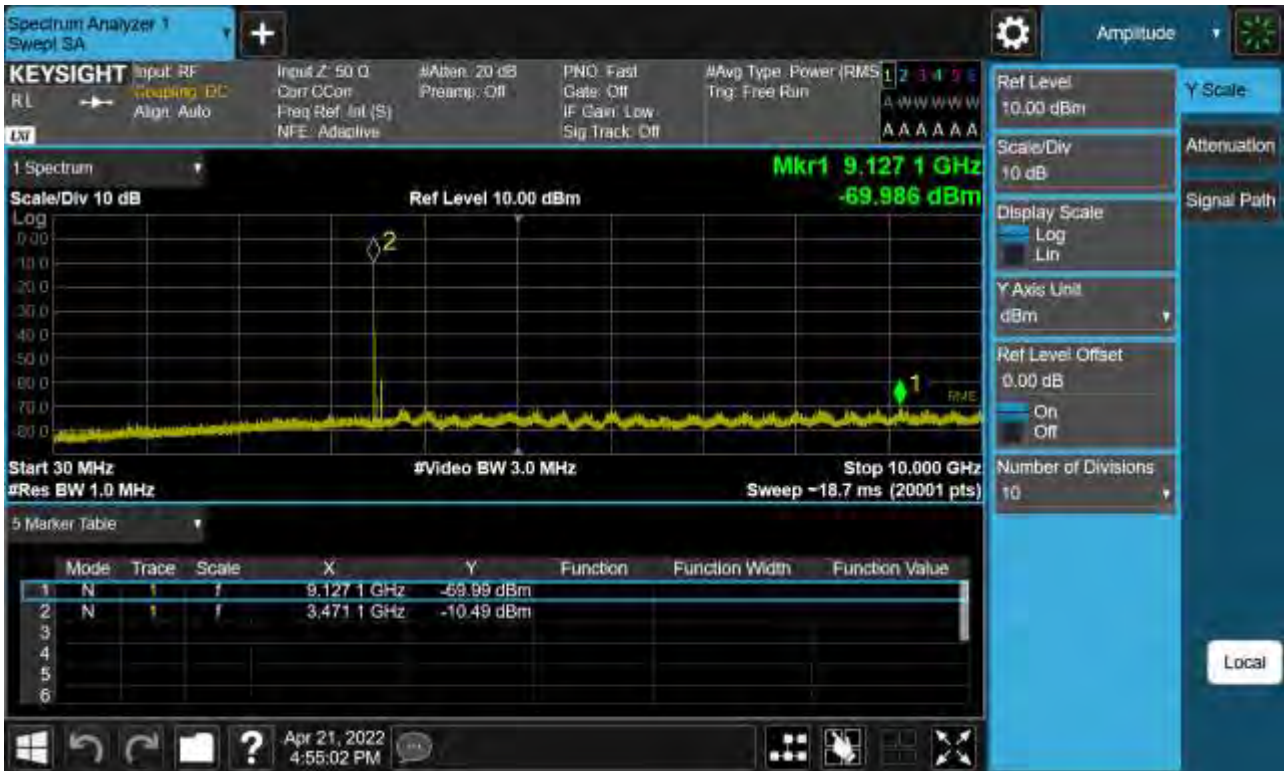 Spectrum Analyzer 1
Swept SA
Amplitude
KEYSIGHT
RL
LXI
Input: RF
Coupling: DC
Align: Auto
Input Z: 50 Ω
Corr CCorr
Freq Ref: Int (S)
NFE: Adaptive
#Atten: 20 dB
Preamp: Off
PNO: Fast
Gate: Off
IF Gain: Low
Sig Track: Off
#Avg Type: Power (RMS
Trig: Free Run
1 2 3 4 5 6
A W W W W W
A A A A A A
1 Spectrum
Mkr1 9.127 1 GHz
Scale/Div 10 dB
Ref Level 10.00 dBm
-69.986 dBm
Log
0.00
-10.0
-20.0
-30.0
-40.0
-50.0
-60.0
-70.0
-80.0
2
1
Start 30 MHz
#Video BW 3.0 MHz
Stop 10.000 GHz
#Res BW 1.0 MHz
Sweep ~18.7 ms (20001 pts)
5 Marker Table
Mode Trace Scale X Y Function Function Width Function Value
1 N 1 f 9.127 1 GHz -69.99 dBm
2 N 1 f 3.471 1 GHz -10.49 dBm
3
4
5
6
Ref Level
10.00 dBm
Scale/Div
10 dB
Display Scale
Log
Lin
Y Axis Unit
dBm
Ref Level Offset
0.00 dB
On
Off
Number of Divisions
10
Y Scale
Attenuation
Signal Path
Local
?
Apr 21, 2022
4:55:02 PM